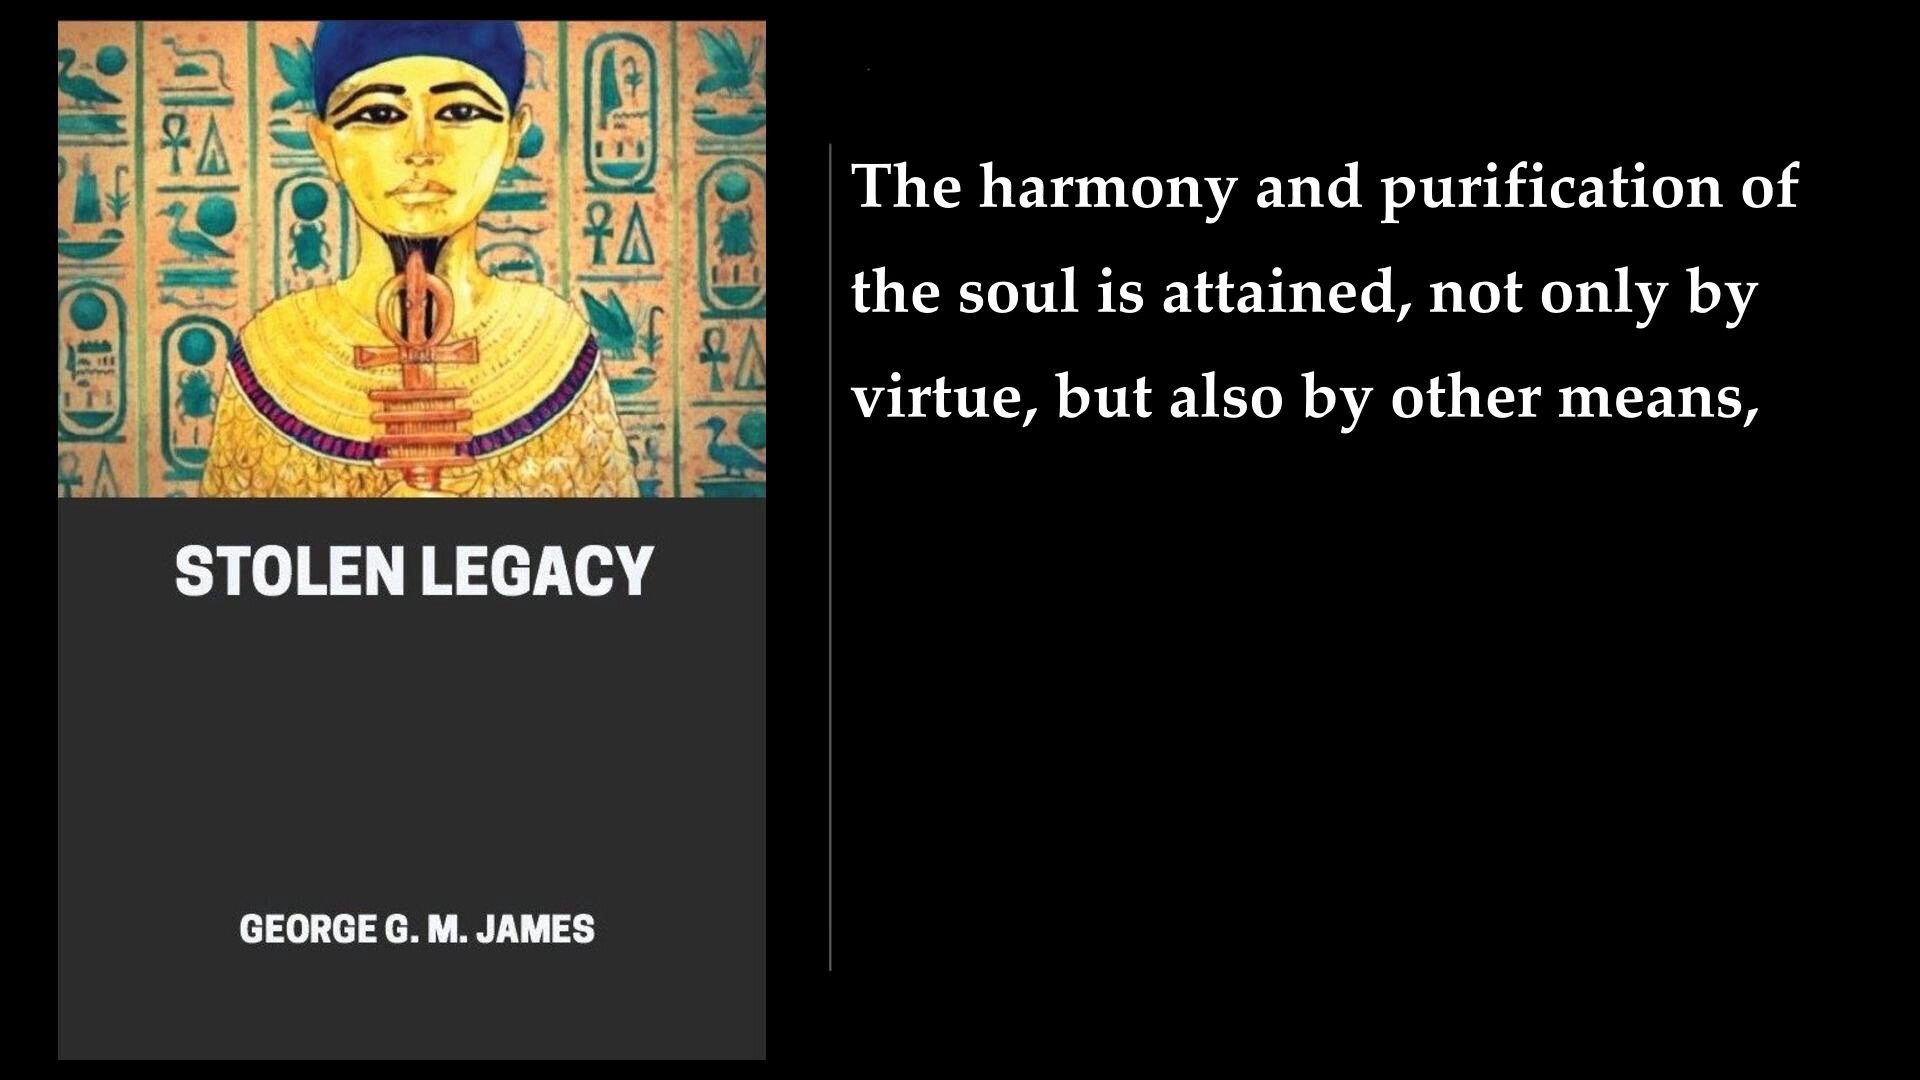 STOLEN LEGACY
GEORGE G. M. JAMES
The harmony and purification of
the soul is attained, not only by
virtue, but also by other means,